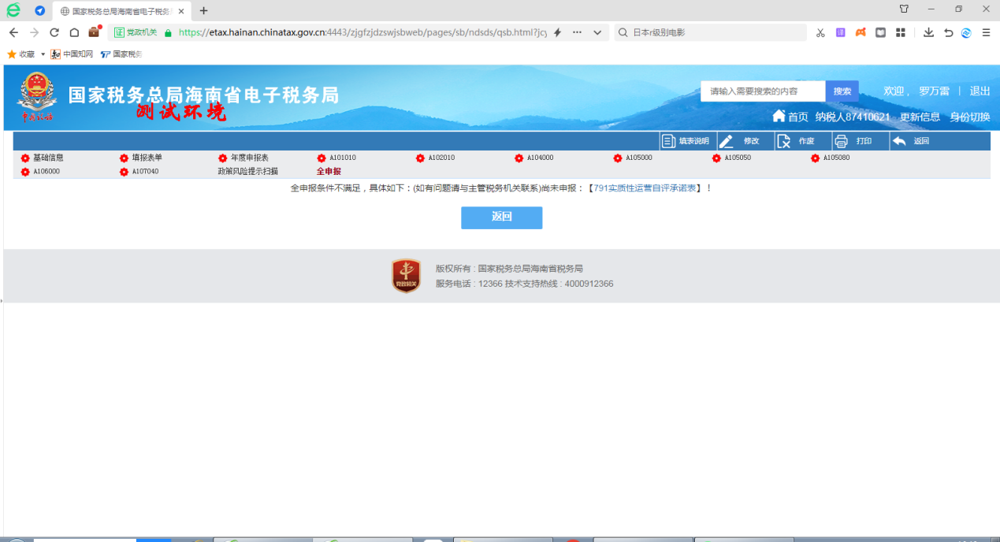 国家税务总局海南省电子税务
党政机关 https://etax.hainan.chinatax.gov.cn:4443/zjgfzjdzswjsbweb/pages/sb/ndsds/qsb.html?jcy
日本r级别电影
收藏 中国知网 国家税务
国家税务总局海南省电子税务局
测试环境
请输入需要搜索的内容 搜索 欢迎, 罗万雷 | 退出
首页 纳税人87410621 更新信息 身份切换
填表说明 修改 作废 打印 返回
基础信息 填报表单 年度申报表 A101010 A102010 A104000 A105000 A105050 A105080
A106000 A107040 政策风险提示扫描 全申报
全申报条件不满足，具体如下：(如有问题请与主管税务机关联系)尚未申报：【791实质性运营自评承诺表】！
返回
党政机关
版权所有 : 国家税务总局海南省税务局
服务电话 : 12366 技术支持热线 : 4000912366